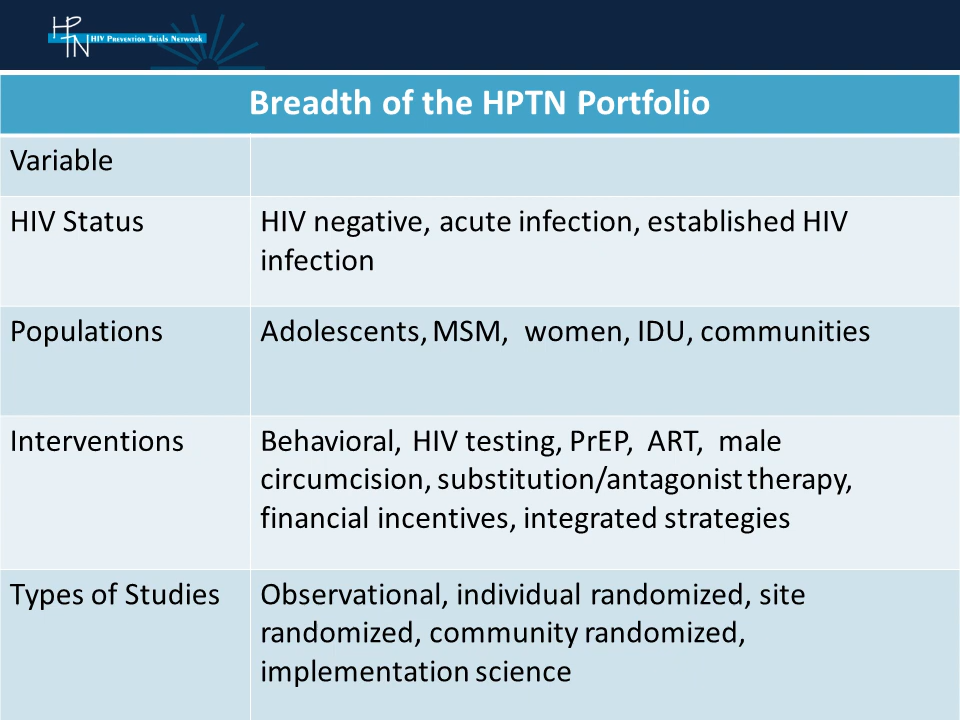 HPTN
HIV PREVENTION TRIALS NETWORK
Breadth of the HPTN Portfolio
Variable
HIV Status
HIV negative, acute infection, established HIV
infection
Populations
Adolescents, MSM, women, IDU, communities
Interventions
Behavioral, HIV testing, PrEP, ART, male
circumcision, substitution/antagonist therapy,
financial incentives, integrated strategies
Types of Studies
Observational, individual randomized, site
randomized, community randomized,
implementation science